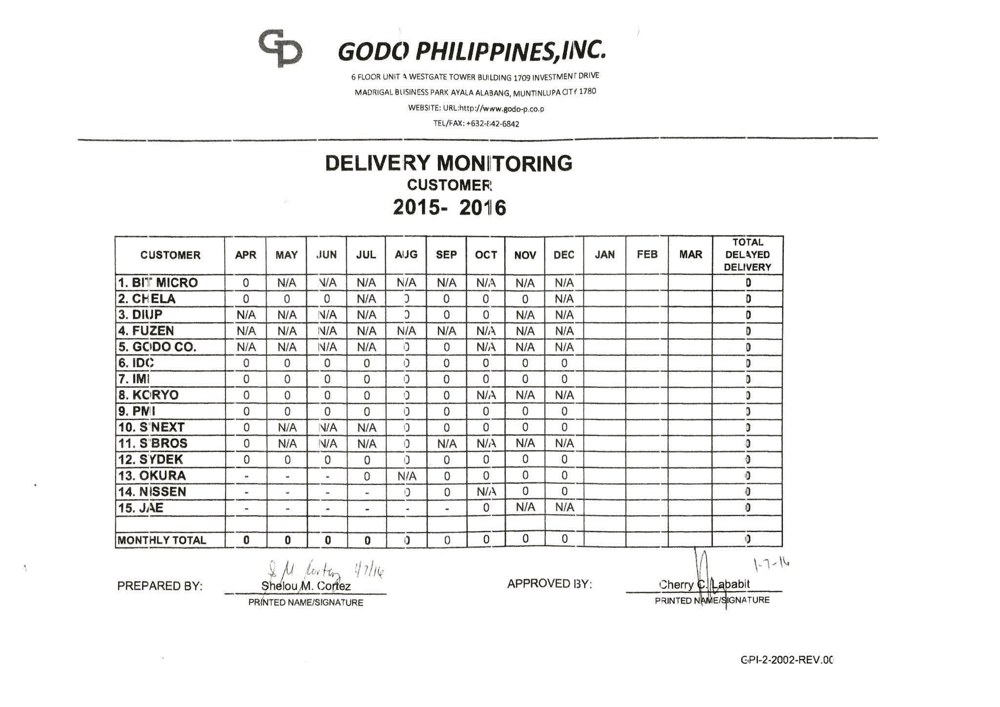 GP
GODO PHILIPPINES,INC.
6 FLOOR UNIT A WESTGATE TOWER BUILDING 1709 INVESTMENT DRIVE
MADRIGAL BUSINESS PARK AYALA ALABANG, MUNTINLUPA CITY 1780
WEBSITE: URL:http://www.godo-p.co.p
TEL/FAX: +632-842-6842
DELIVERY MONITORING
CUSTOMER
2015- 2016
CUSTOMER APR MAY JUN JUL AUG SEP OCT NOV DEC JAN FEB MAR TOTAL DELAYED DELIVERY
1. BIT MICRO 0 N/A N/A N/A N/A N/A N/A N/A N/A 0
2. CHELA 0 0 0 N/A 0 0 0 0 N/A 0
3. DIUP N/A N/A N/A N/A 0 0 0 N/A N/A 0
4. FUZEN N/A N/A N/A N/A N/A N/A N/A N/A N/A 0
5. GODO CO. N/A N/A N/A N/A 0 0 N/A N/A N/A 0
6. IDC 0 0 0 0 0 0 0 0 0 0
7. IMI 0 0 0 0 0 0 0 0 0 0
8. KORYO 0 0 0 0 0 0 N/A N/A N/A 0
9. PMI 0 0 0 0 0 0 0 0 0 0
10. S'NEXT 0 N/A N/A N/A 0 0 0 0 0 0
11. S'BROS 0 N/A N/A N/A 0 N/A N/A N/A N/A 0
12. SYDEK 0 0 0 0 0 0 0 0 0 0
13. OKURA - - - 0 N/A 0 0 0 0 0
14. NISSEN - - - - 0 0 N/A 0 0 0
15. JAE - - - - - - 0 N/A N/A 0
MONTHLY TOTAL 0 0 0 0 0 0 0 0 0 0
S M. Cortez 1/7/16 1-7-16
PREPARED BY: Shelou M. Cortez APPROVED BY: Cherry C. Lababit
PRINTED NAME/SIGNATURE PRINTED NAME/SIGNATURE
GPI-2-2002-REV.00